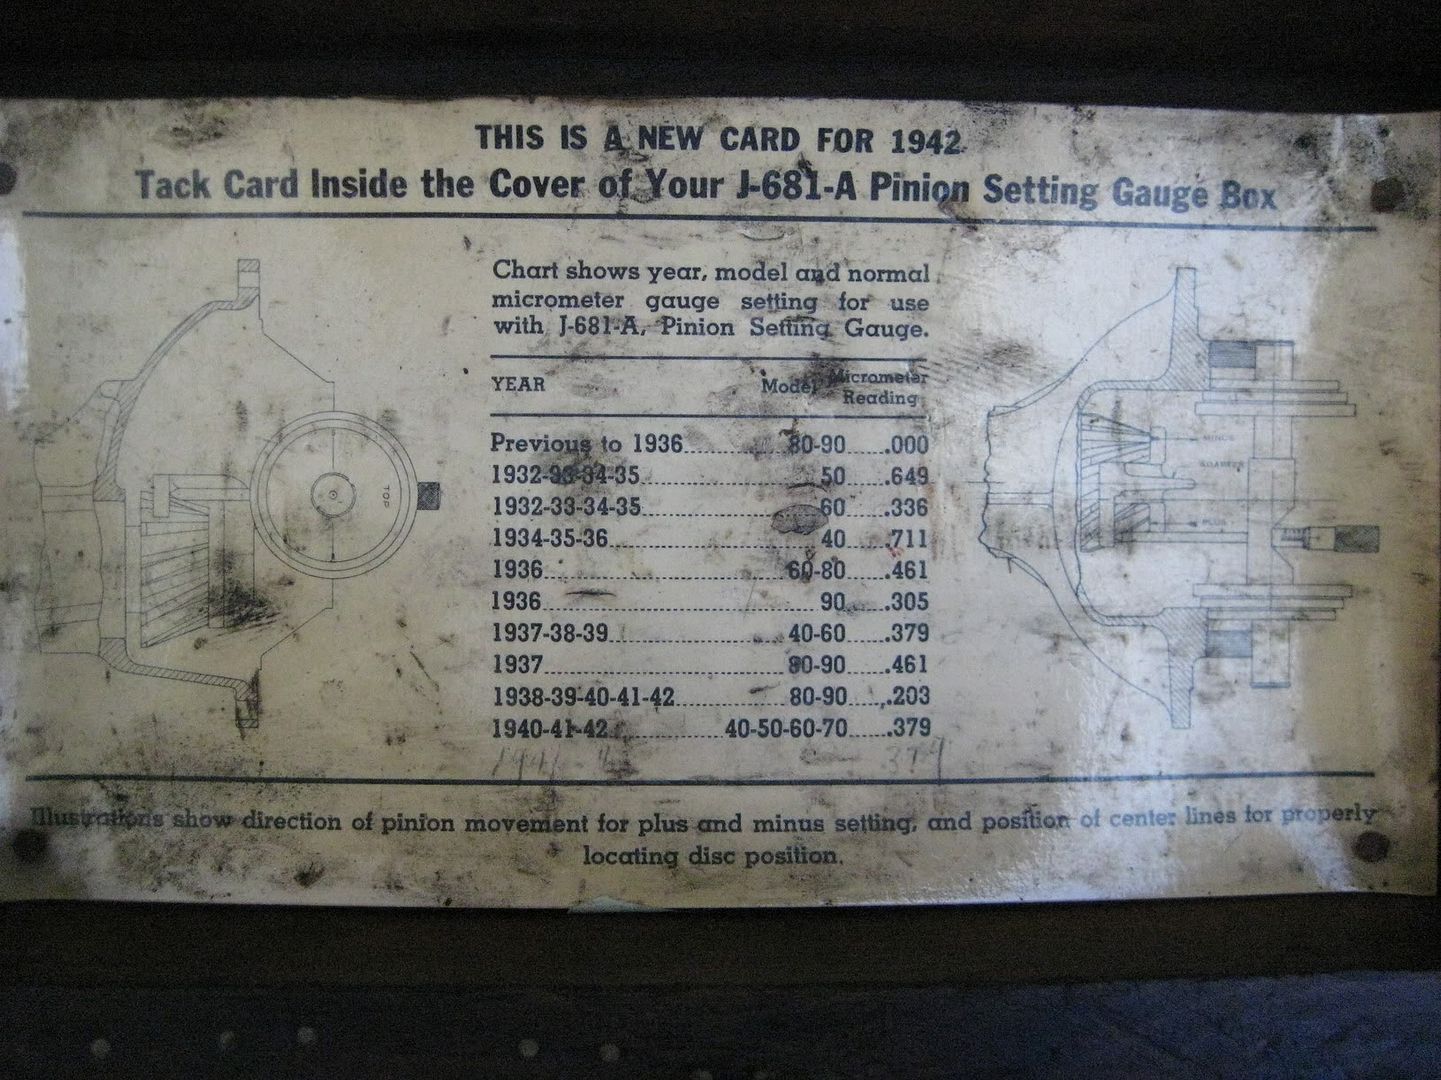 THIS IS A NEW CARD FOR 1942
Tack Card Inside the Cover of Your J-681-A Pinion Setting Gauge Box
Chart shows year, model and normal
micrometer gauge setting for use
with J-681-A, Pinion Setting Gauge.
YEAR Model Micrometer
Reading
Previous to 1936 80-90 .000
1932-33-34-35 50 .649
1932-33-34-35 60 .336
1934-35-36 40 .711
1936 60-80 .461
1936 90 .305
1937-38-39 40-60 .379
1937 80-90 .461
1938-39-40-41-42 80-90 .203
1940-41-42 40-50-60-70 .379
379
TOP
MINUS
PLUS
Illustrations show direction of pinion movement for plus and minus setting, and position of center lines for properly
locating disc position.